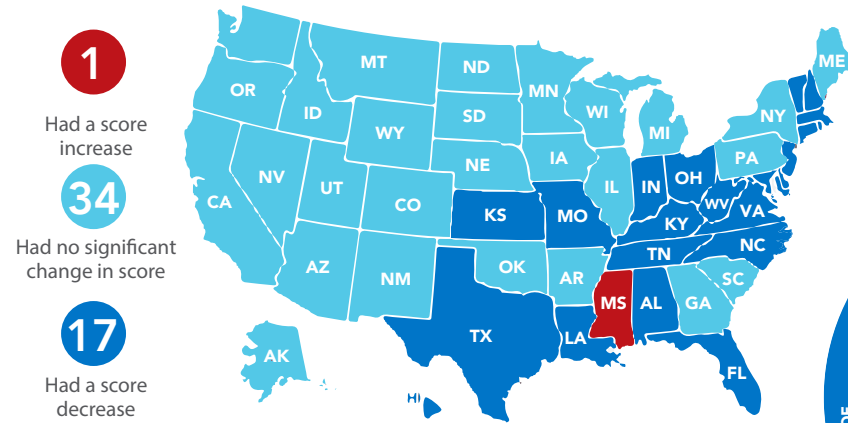 1
Had a score
increase
34
Had no significant
change in score
17
Had a score
decrease
MT
ND
MN
ME
OR
ID
SD
WI
NY
WY
MI
NE
IA
PA
NV
UT
CO
IL
IN
OH
CA
KS
MO
WV
VA
KY
AZ
NM
OK
AR
TN
NC
SC
MS
AL
GA
TX
LA
AK
FL
HI